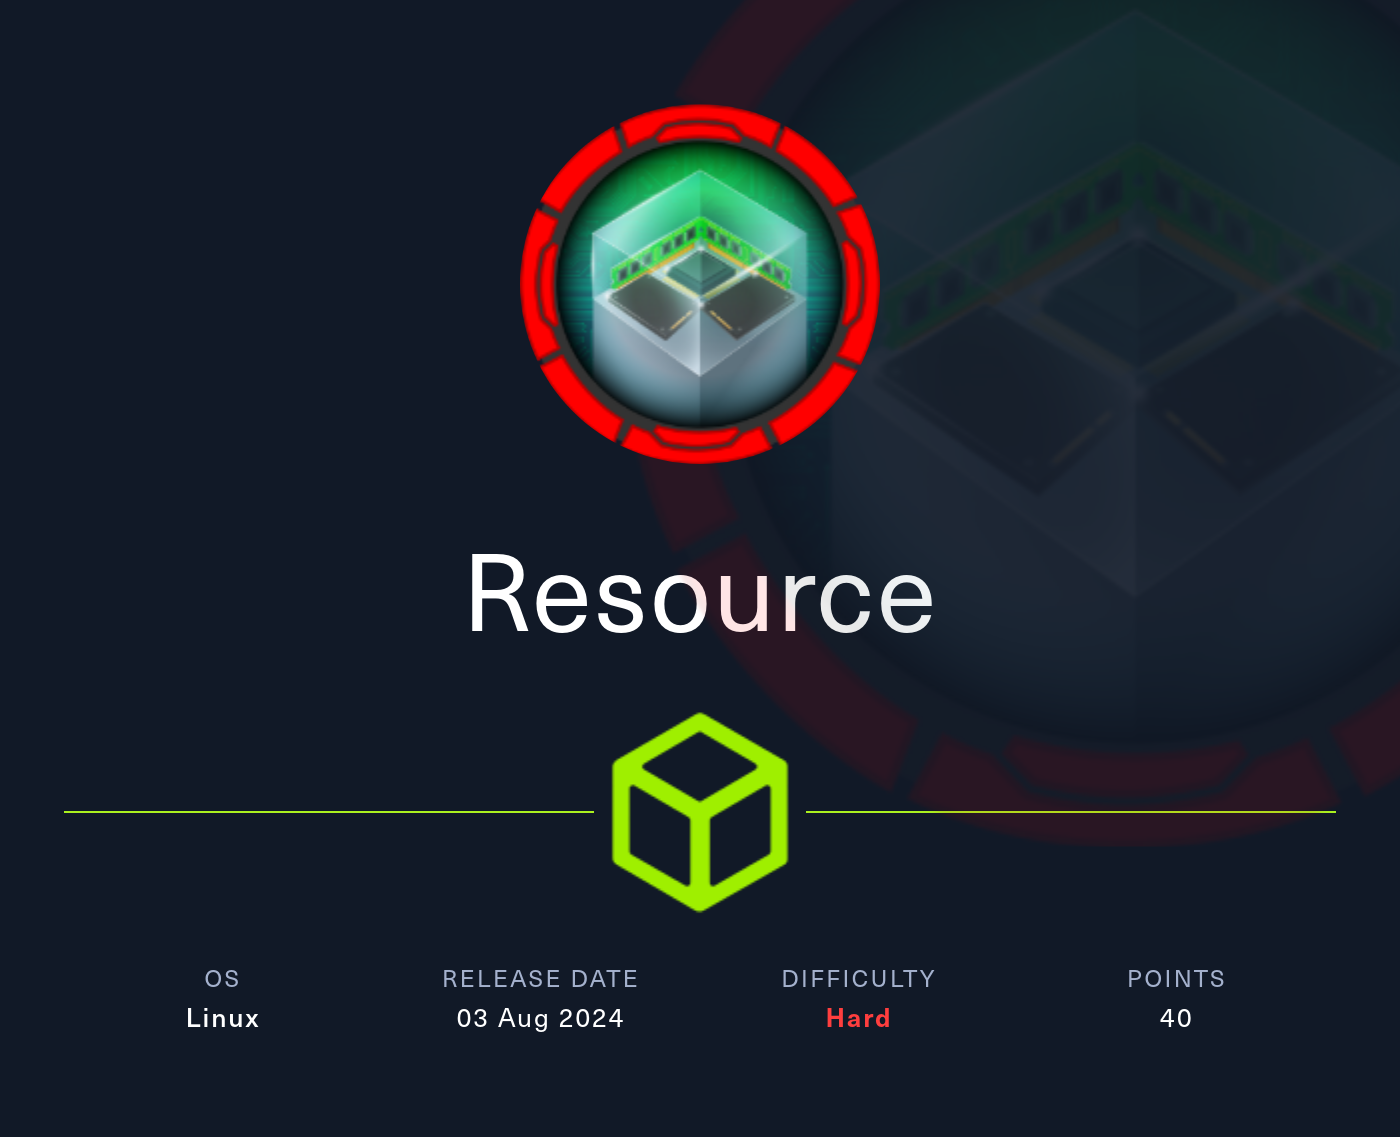 Resource
OS
Linux
RELEASE DATE
03 Aug 2024
DIFFICULTY
Hard
POINTS
40